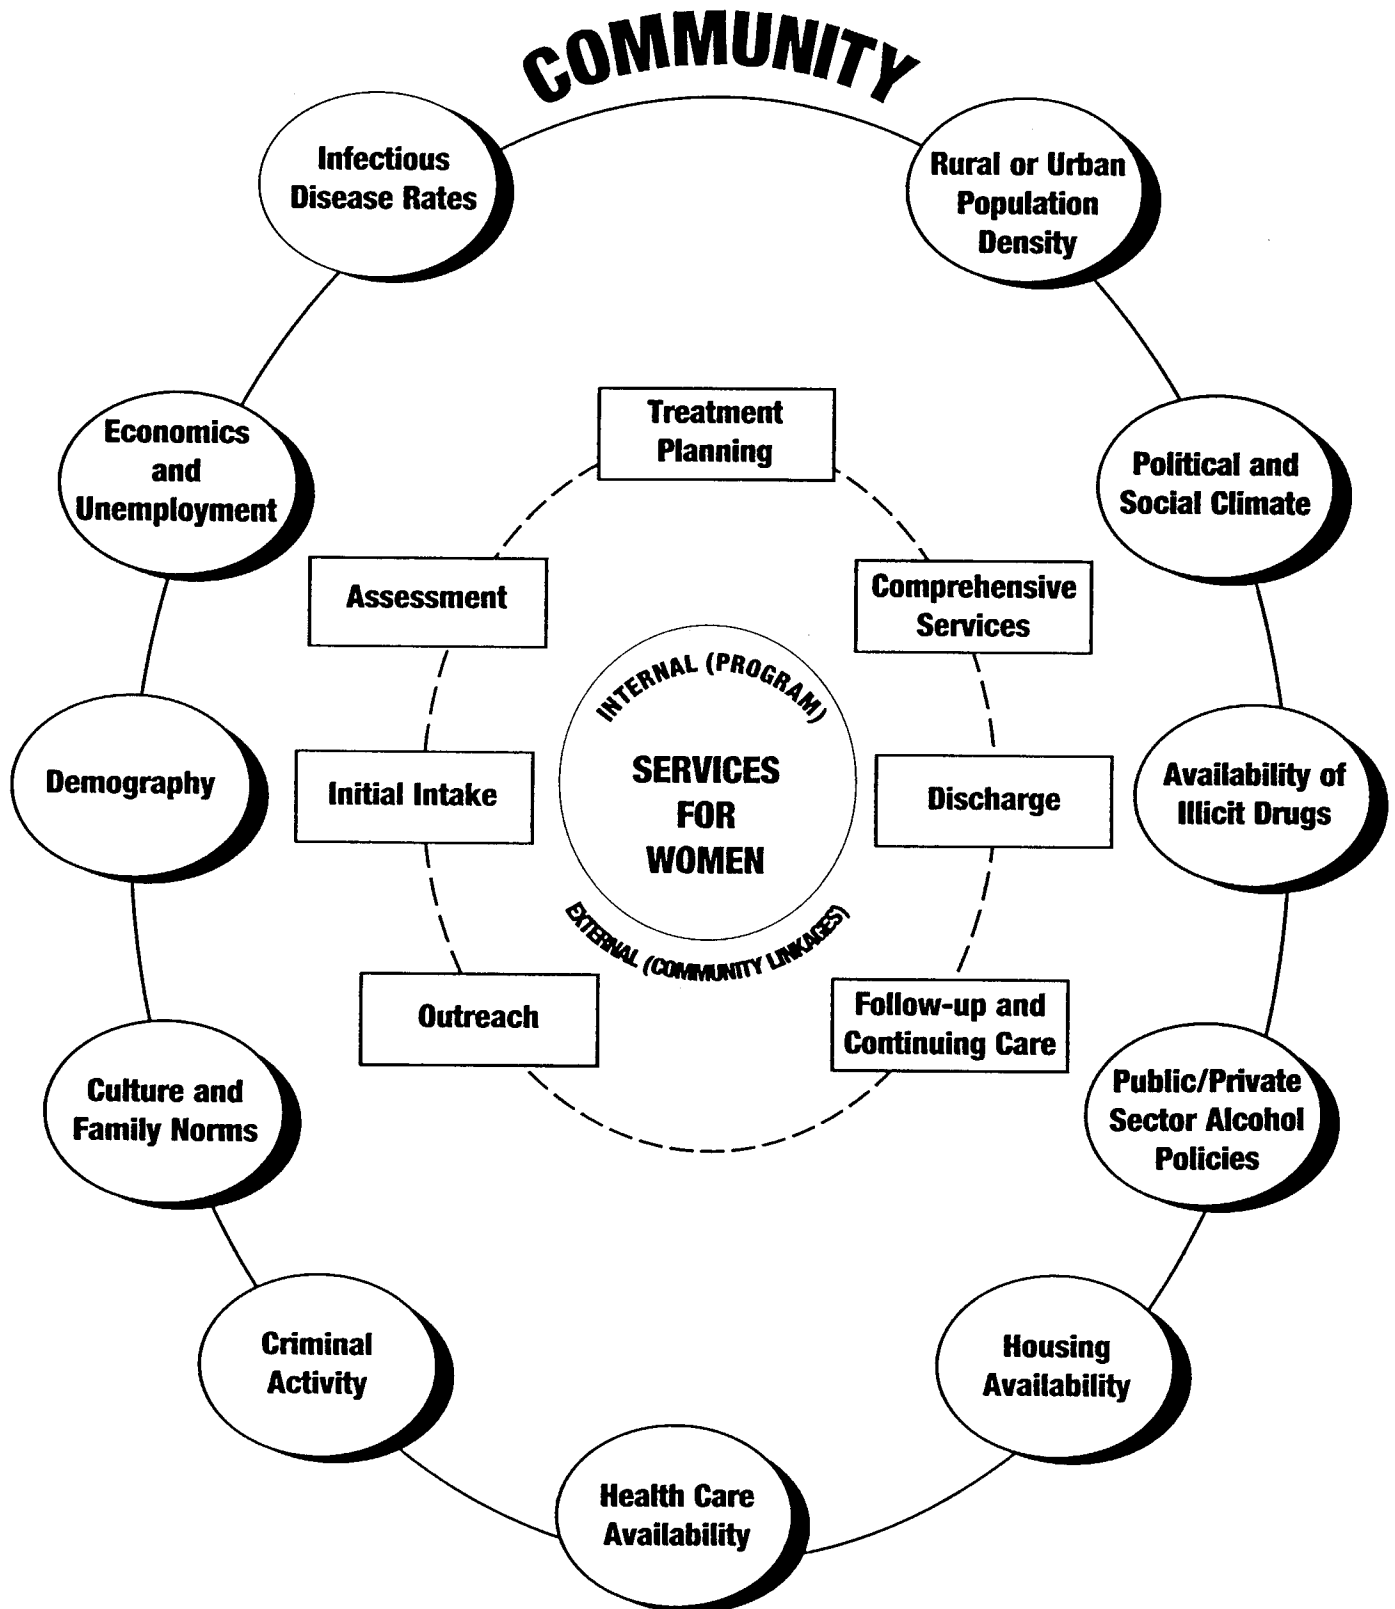 COMMUNITY
Infectious
Disease Rates
Rural or Urban
Population
Density
Economics
and
Unemployment
Treatment
Planning
Political and
Social Climate
Assessment
Comprehensive
Services
INTERNAL (PROGRAM)
SERVICES
FOR
WOMEN
EXTERNAL (COMMUNITY LINKAGES)
Demography
Initial Intake
Discharge
Availability of
Illicit Drugs
Outreach
Follow-up and
Continuing Care
Culture and
Family Norms
Public/Private
Sector Alcohol
Policies
Criminal
Activity
Housing
Availability
Health Care
Availability